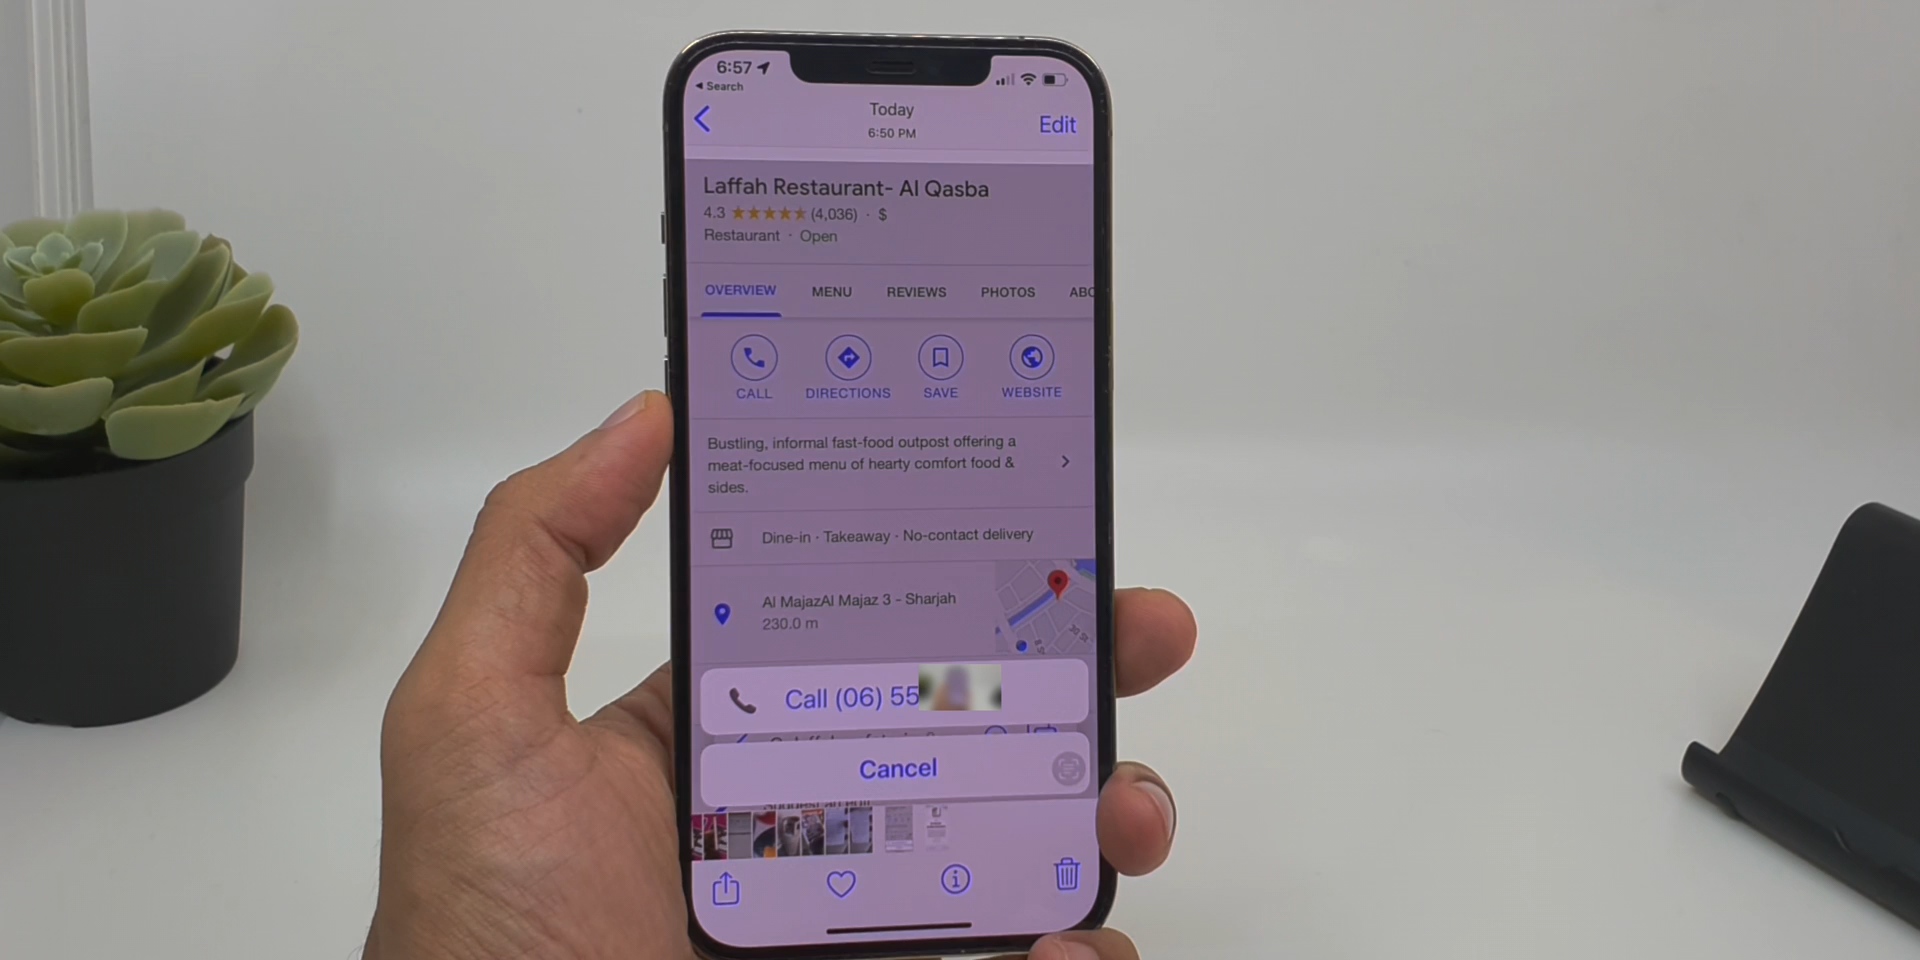 6:57
Search
Today
6:50 PM
Edit
Laffah Restaurant- Al Qasba
4.3 (4,036) · $
Restaurant · Open
OVERVIEW MENU REVIEWS PHOTOS ABO
CALL DIRECTIONS SAVE WEBSITE
Bustling, informal fast-food outpost offering a
meat-focused menu of hearty comfort food &
sides.
Dine-in · Takeaway · No-contact delivery
Al MajazAl Majaz 3 - Sharjah
230.0 m
Call (06) 55
Cancel